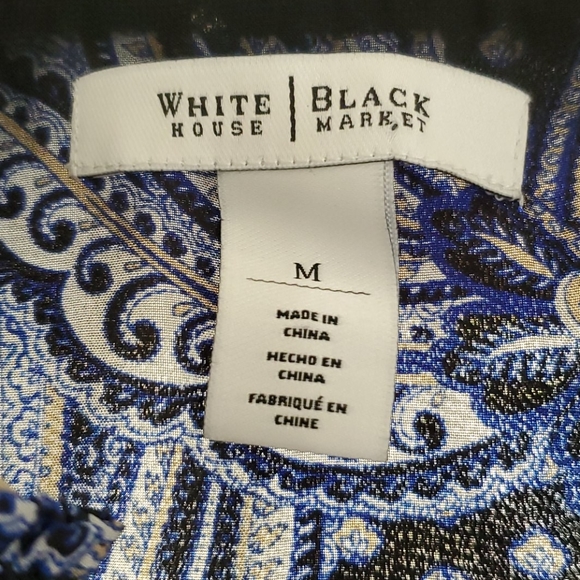 WHITE | BLACK
HOUSE | MARKET
M
MADE IN
CHINA
HECHO EN
CHINA
FABRIQUÉ EN
CHINE